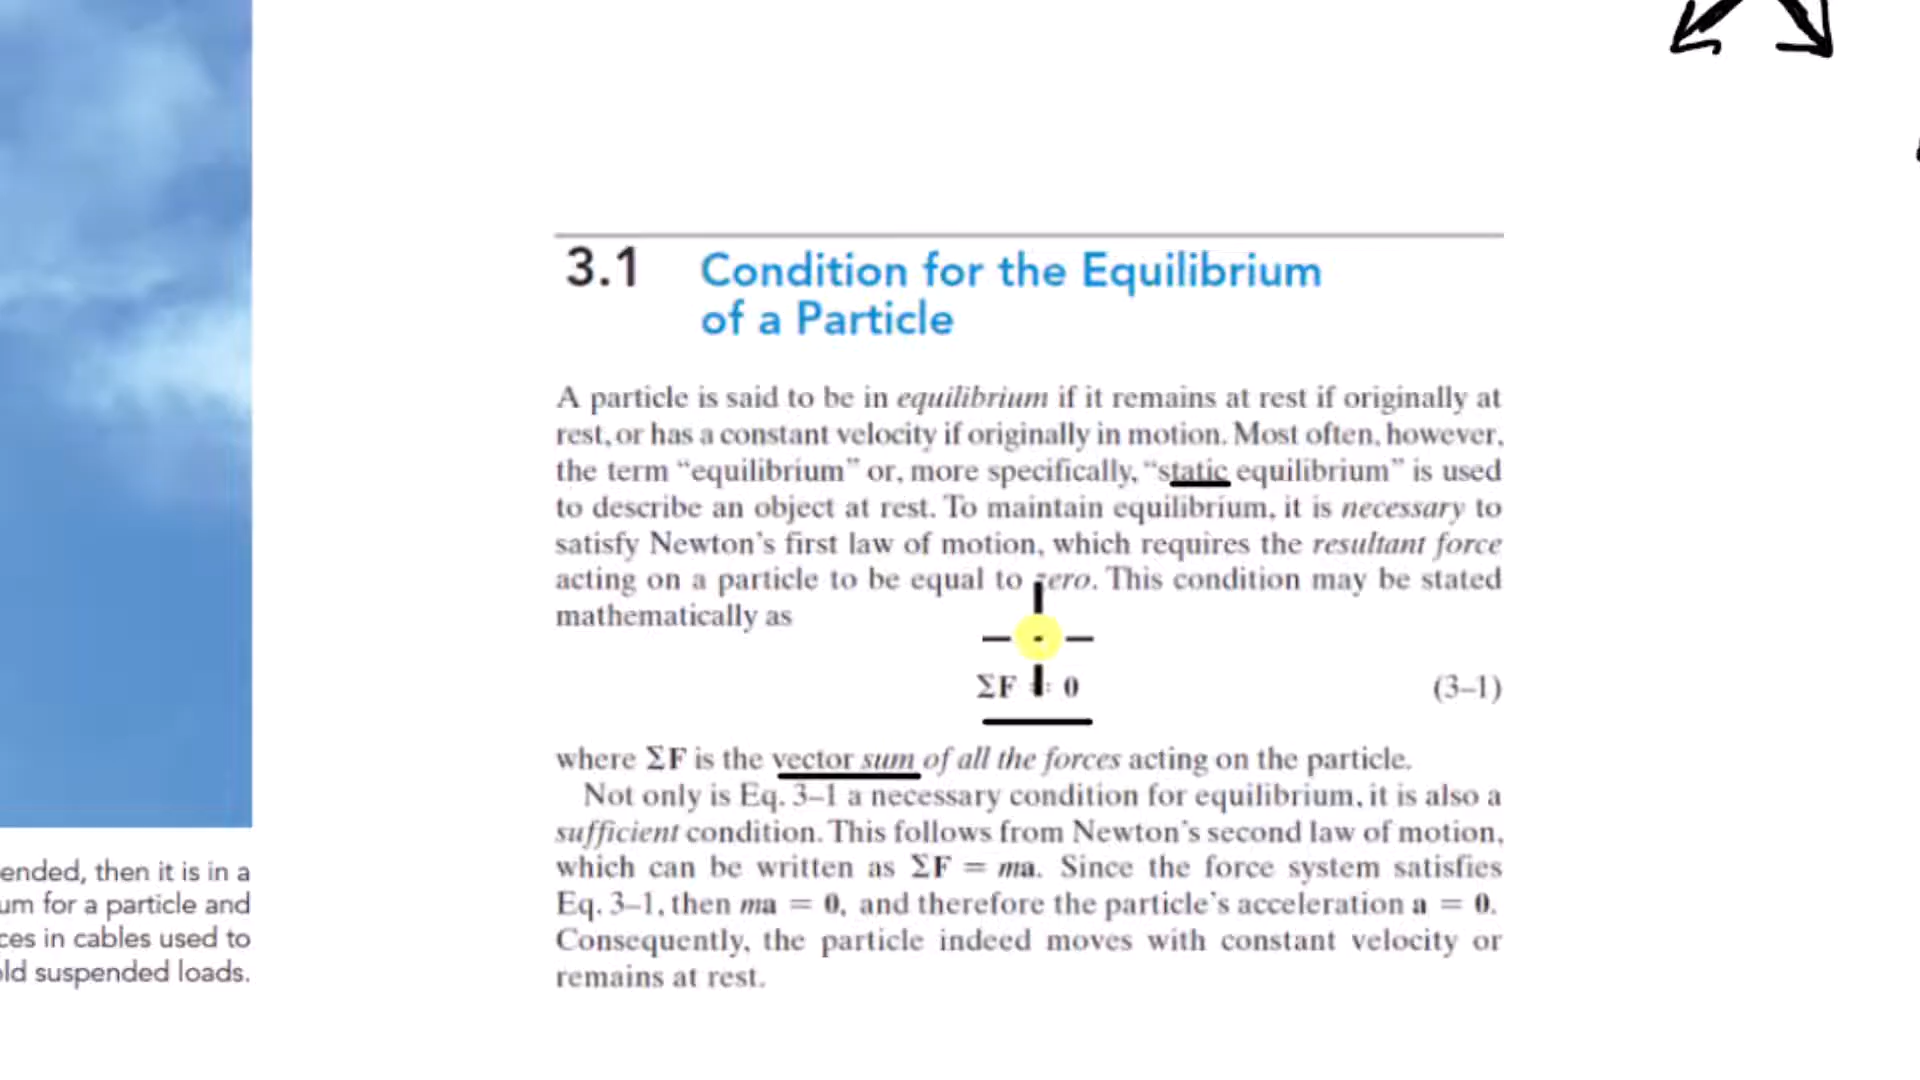 3.1 Condition for the Equilibrium
of a Particle
A particle is said to be in equilibrium if it remains at rest if originally at
rest, or has a constant velocity if originally in motion. Most often, however,
the term “equilibrium” or, more specifically, “static equilibrium” is used
to describe an object at rest. To maintain equilibrium, it is necessary to
satisfy Newton’s first law of motion, which requires the resultant force
acting on a particle to be equal to zero. This condition may be stated
mathematically as
ΣF = 0 (3–1)
where ΣF is the vector sum of all the forces acting on the particle.
Not only is Eq. 3–1 a necessary condition for equilibrium, it is also a
sufficient condition. This follows from Newton’s second law of motion,
which can be written as ΣF = ma. Since the force system satisfies
Eq. 3–1, then ma = 0, and therefore the particle’s acceleration a = 0.
Consequently, the particle indeed moves with constant velocity or
remains at rest.
ended, then it is in a
um for a particle and
ces in cables used to
old suspended loads.